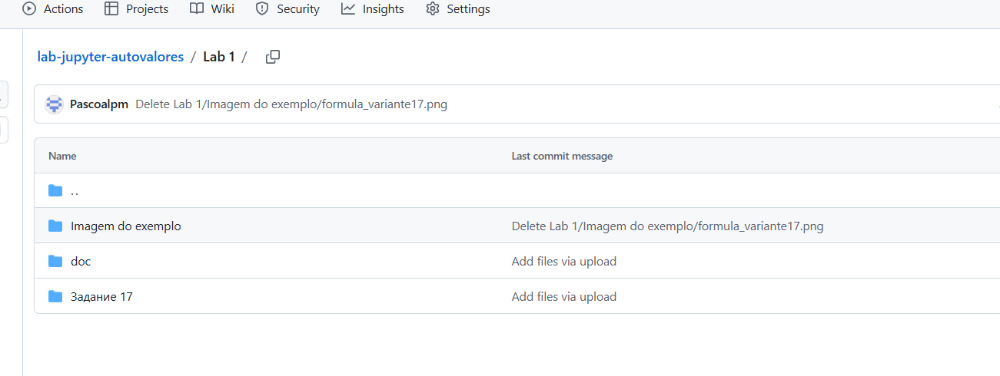 Actions Projects Wiki Security Insights Settings
lab-jupyter-autovalores / Lab 1 /
Pascoalpm Delete Lab 1/Imagem do exemplo/formula_variante17.png
Name Last commit message
..
Imagem do exemplo Delete Lab 1/Imagem do exemplo/formula_variante17.png
doc Add files via upload
Задание 17 Add files via upload